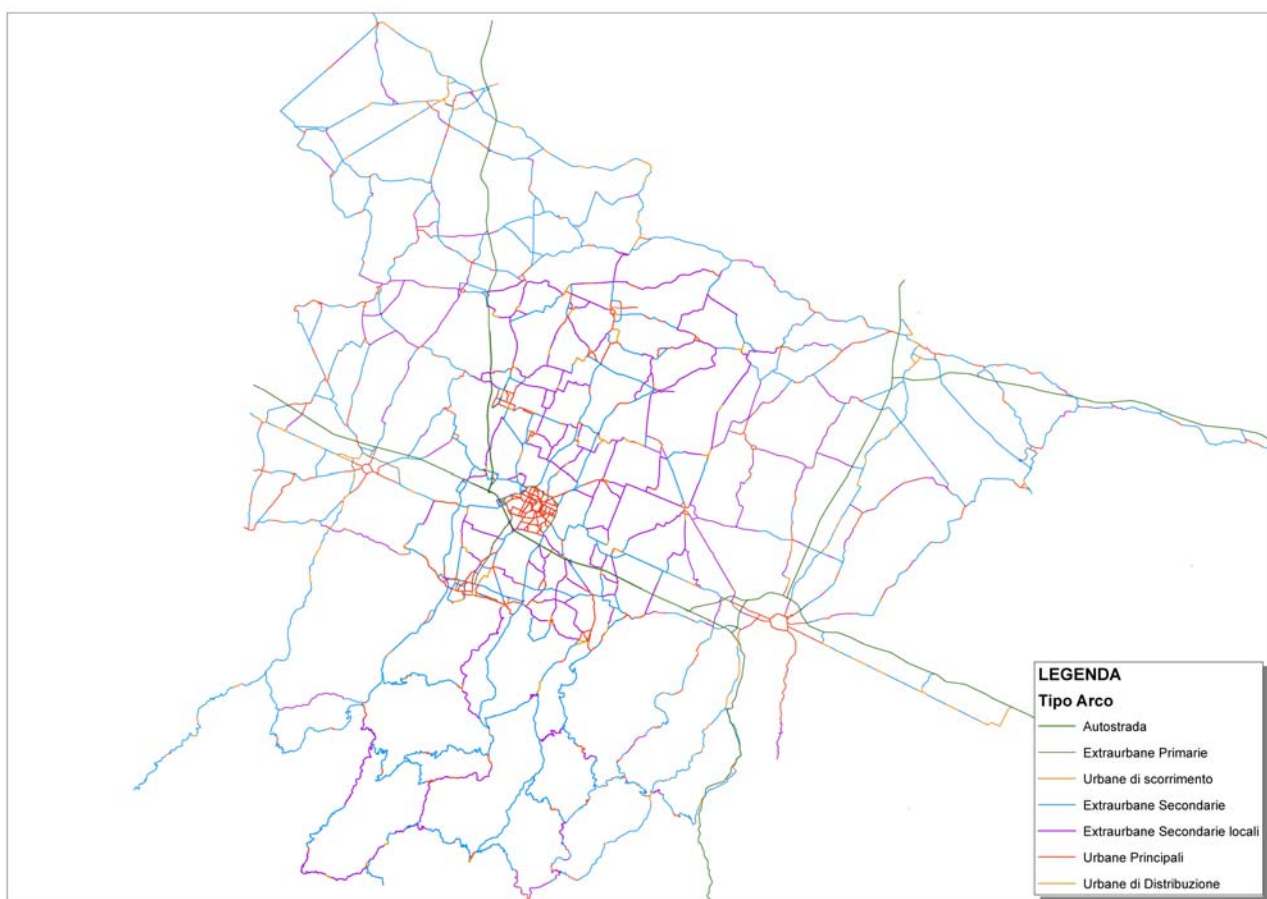 LEGENDA
Tipo Arco
Autostrada
Extraurbane Primarie
Urbane di scorrimento
Extraurbane Secondarie
Extraurbane Secondarie locali
Urbane Principali
Urbane di Distribuzione